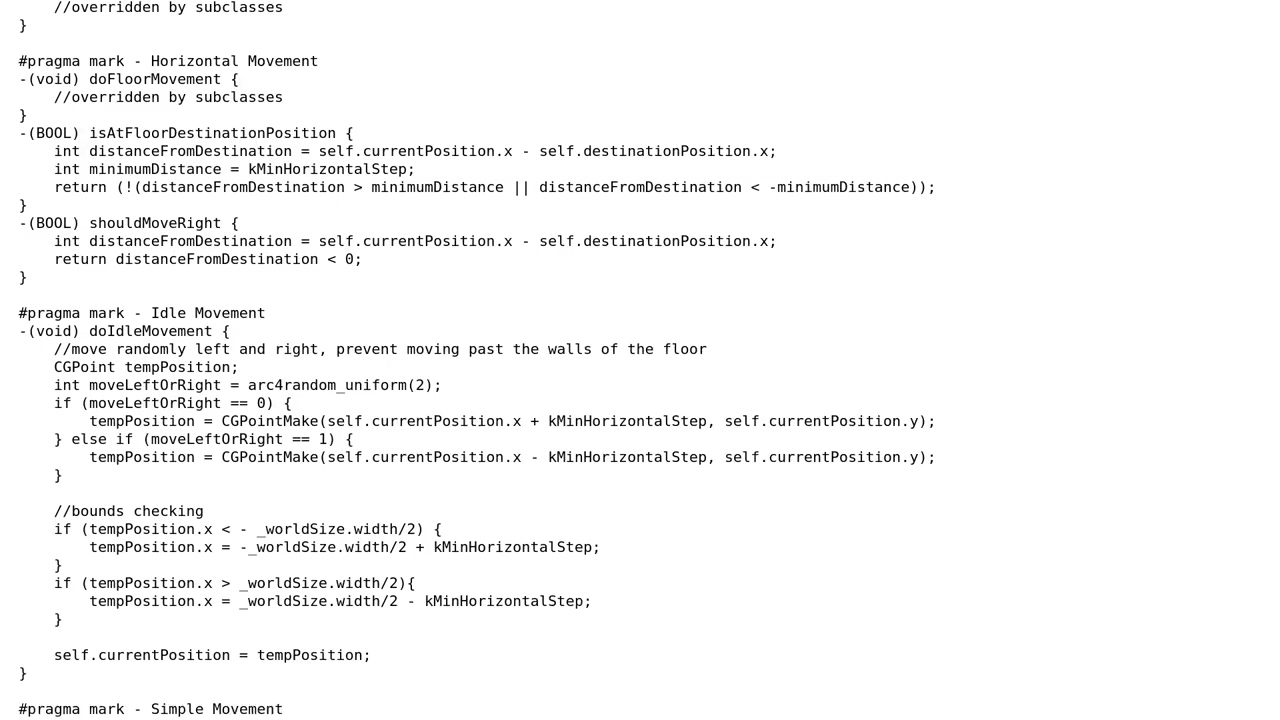 //overridden by subclasses
}

#pragma mark - Horizontal Movement
-(void) doFloorMovement {
    //overridden by subclasses
}
-(BOOL) isAtFloorDestinationPosition {
    int distanceFromDestination = self.currentPosition.x - self.destinationPosition.x;
    int minimumDistance = kMinHorizontalStep;
    return (!(distanceFromDestination > minimumDistance || distanceFromDestination < -minimumDistance));
}
-(BOOL) shouldMoveRight {
    int distanceFromDestination = self.currentPosition.x - self.destinationPosition.x;
    return distanceFromDestination < 0;
}

#pragma mark - Idle Movement
-(void) doIdleMovement {
    //move randomly left and right, prevent moving past the walls of the floor
    CGPoint tempPosition;
    int moveLeftOrRight = arc4random_uniform(2);
    if (moveLeftOrRight == 0) {
        tempPosition = CGPointMake(self.currentPosition.x + kMinHorizontalStep, self.currentPosition.y);
    } else if (moveLeftOrRight == 1) {
        tempPosition = CGPointMake(self.currentPosition.x - kMinHorizontalStep, self.currentPosition.y);
    }

    //bounds checking
    if (tempPosition.x < - _worldSize.width/2) {
        tempPosition.x = -_worldSize.width/2 + kMinHorizontalStep;
    }
    if (tempPosition.x > _worldSize.width/2){
        tempPosition.x = _worldSize.width/2 - kMinHorizontalStep;
    }

    self.currentPosition = tempPosition;
}

#pragma mark - Simple Movement